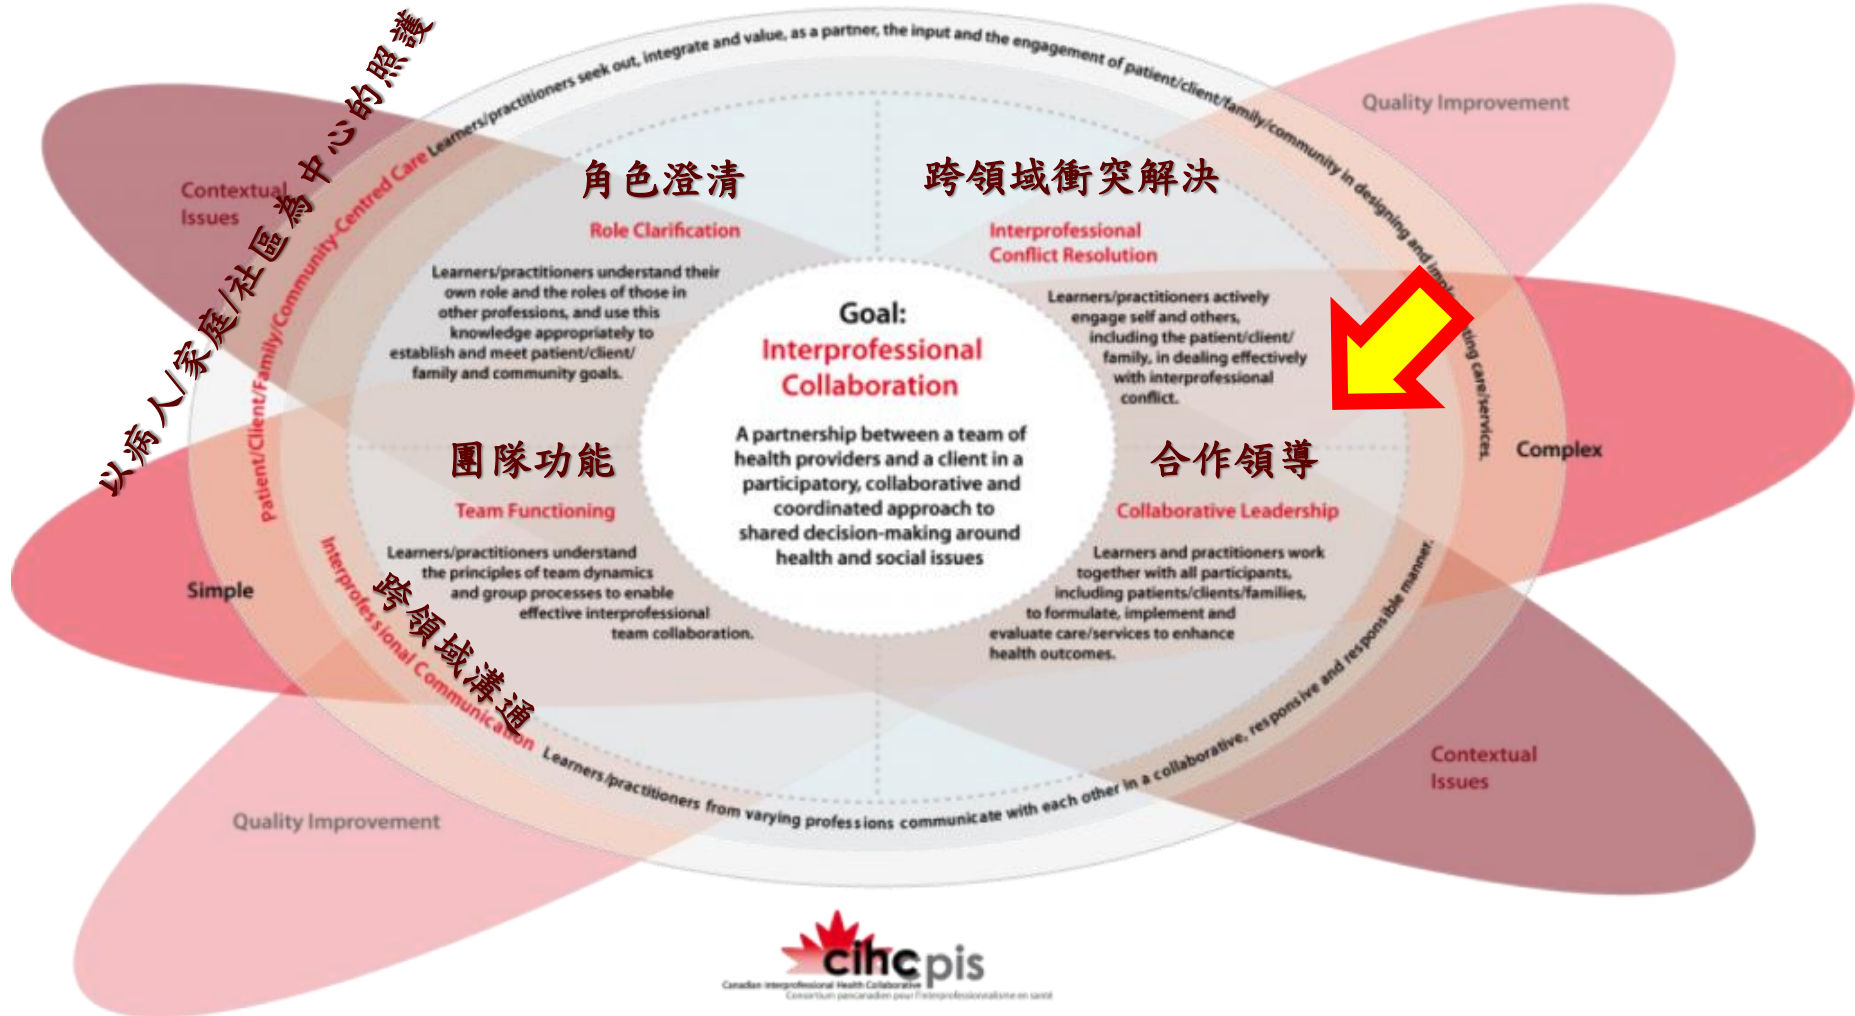 以病人/家庭/社區為中心的照護
Patient/Client/Family/Community-Centred Care Learners/practitioners seek out, integrate and value, as a partner, the input and the engagement of patient/client/family/community in designing and implementing care/services.
Contextual
Issues
Quality Improvement
角色澄清
Role Clarification
Learners/practitioners understand their
own role and the roles of those in
other professions, and use this
knowledge appropriately to
establish and meet patient/client/
family and community goals.
跨領域衝突解決
Interprofessional
Conflict Resolution
Learners/practitioners actively
engage self and others,
including the patient/client/
family, in dealing effectively
with interprofessional
conflict.
Goal:
Interprofessional
Collaboration
A partnership between a team of
health providers and a client in a
participatory, collaborative and
coordinated approach to
shared decision-making around
health and social issues
團隊功能
Team Functioning
Learners/practitioners understand
the principles of team dynamics
and group processes to enable
effective interprofessional
team collaboration.
合作領導
Collaborative Leadership
Learners and practitioners work
together with all participants,
including patients/clients/families,
to formulate, implement and
evaluate care/services to enhance
health outcomes.
Simple
Complex
跨領域溝通
Interprofessional Communication Learners/practitioners from varying professions communicate with each other in a collaborative, responsive and responsible manner.
Quality Improvement
Contextual
Issues
cihcpis
Canadian Interprofessional Health Collaborative
Consortium pancanadien pour l'interprofessionnalisme en santé